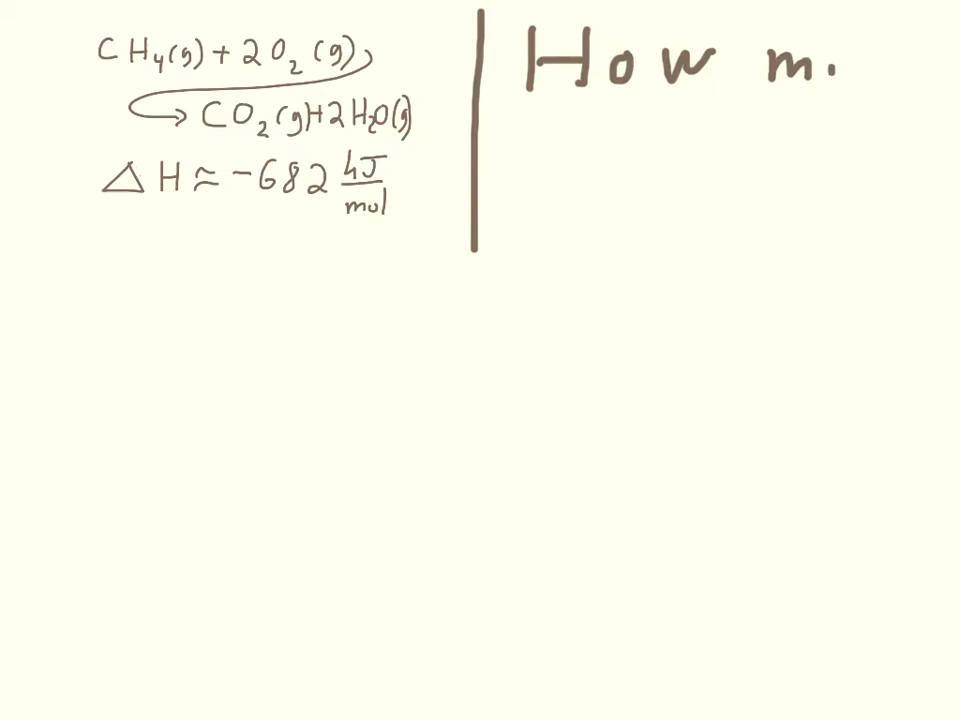 CH₄(g) + 2O₂(g)
→ CO₂(g) + 2H₂O(g)
ΔH ≈ -682 kJ/mol
How m.